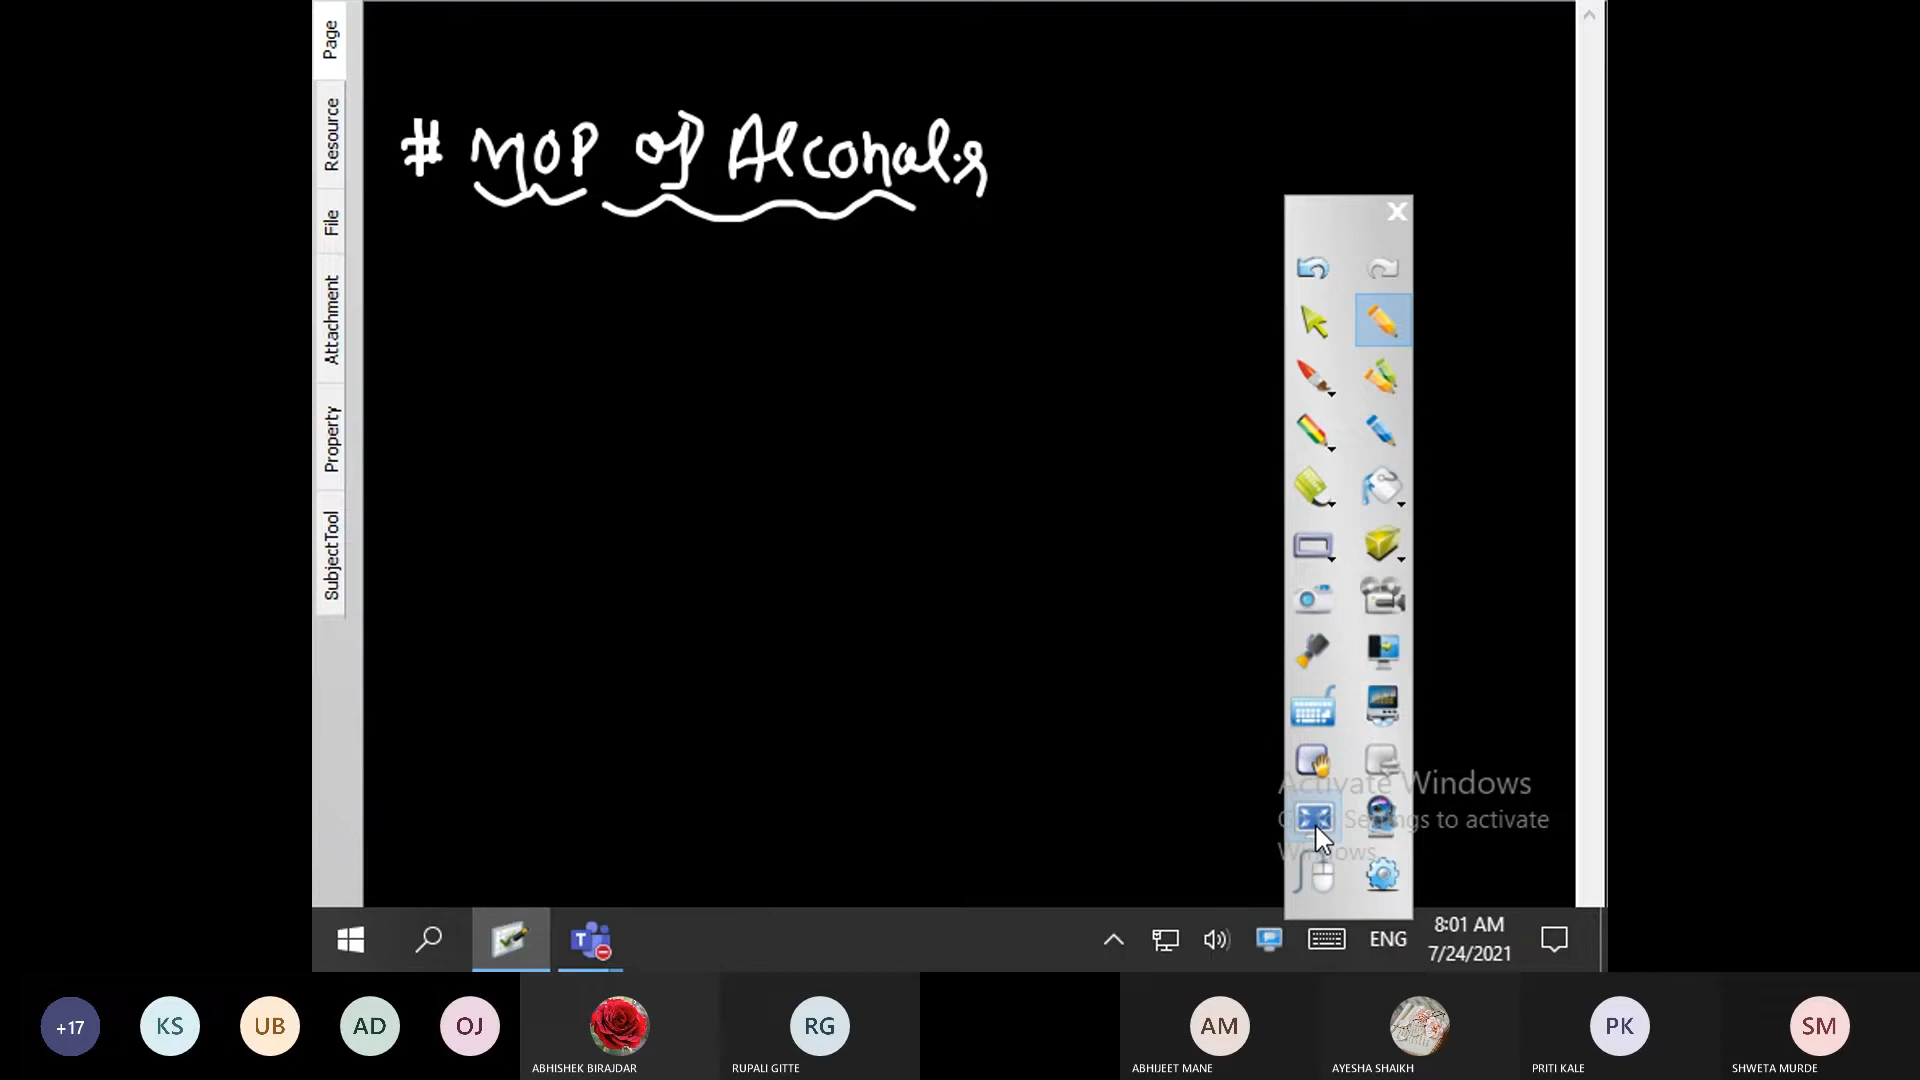 Page
Resource
File
Attachment
Property
SubjectTool
# MOP of Alcohols
X
Activate Windows
Go to Settings to activate
Windows.
T
ENG
8:01 AM
7/24/2021
+17
KS
UB
AD
OJ
RG
AM
PK
SM
ABHISHEK BIRAJDAR
RUPALI GITTE
ABHIJEET MANE
AYESHA SHAIKH
PRITI KALE
SHWETA MURDE